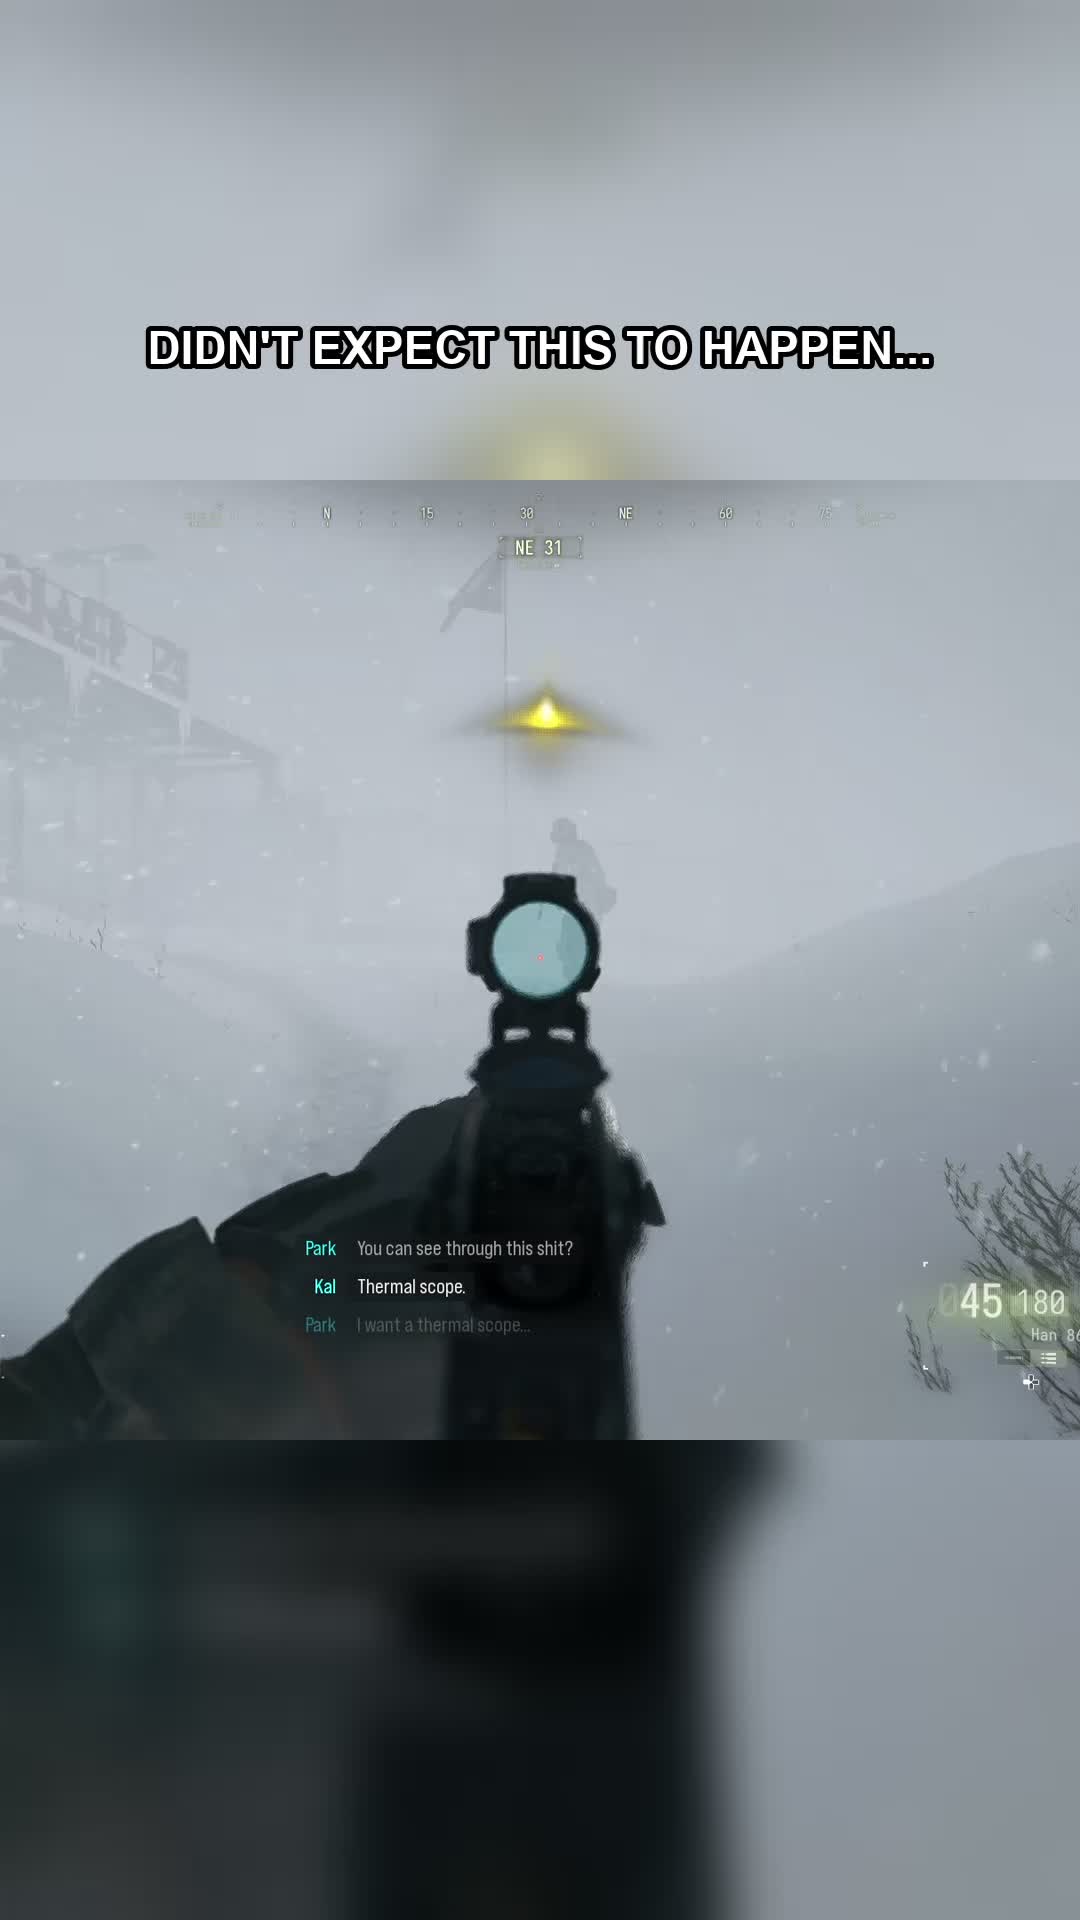 DIDN'T EXPECT THIS TO HAPPEN...
N 15 30 NE 60 75
NE 31
Park You can see through this shit?
Kal Thermal scope.
Park I want a thermal scope...
045 180
Han 86